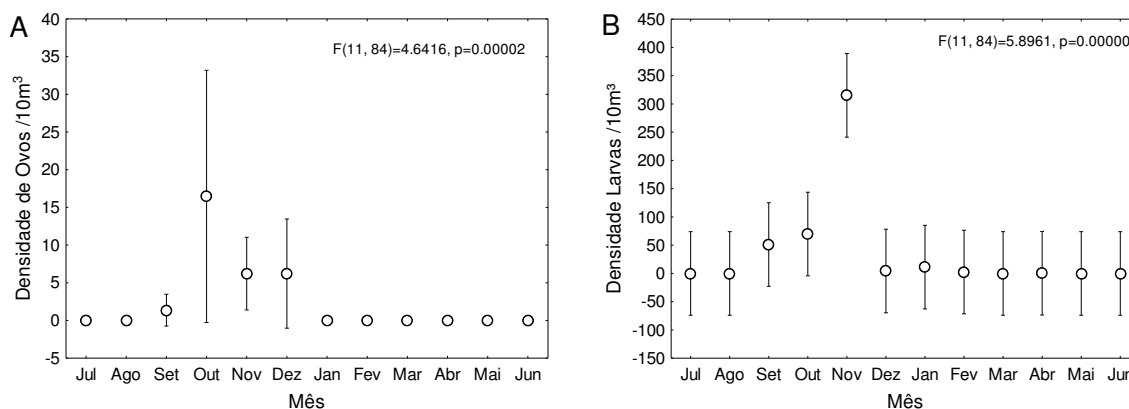 A
F(11, 84)=4.6416, p=0.00002
Densidade de Ovos /10m³
40
35
30
25
20
15
10
5
0
-5
Jul Ago Set Out Nov Dez Jan Fev Mar Abr Mai Jun
Mês
B
F(11, 84)=5.8961, p=0.00000
Densidade Larvas /10m³
450
400
350
300
250
200
150
100
50
0
-50
-100
-150
Jul Ago Set Out Nov Dez Jan Fev Mar Abr Mai Jun
Mês